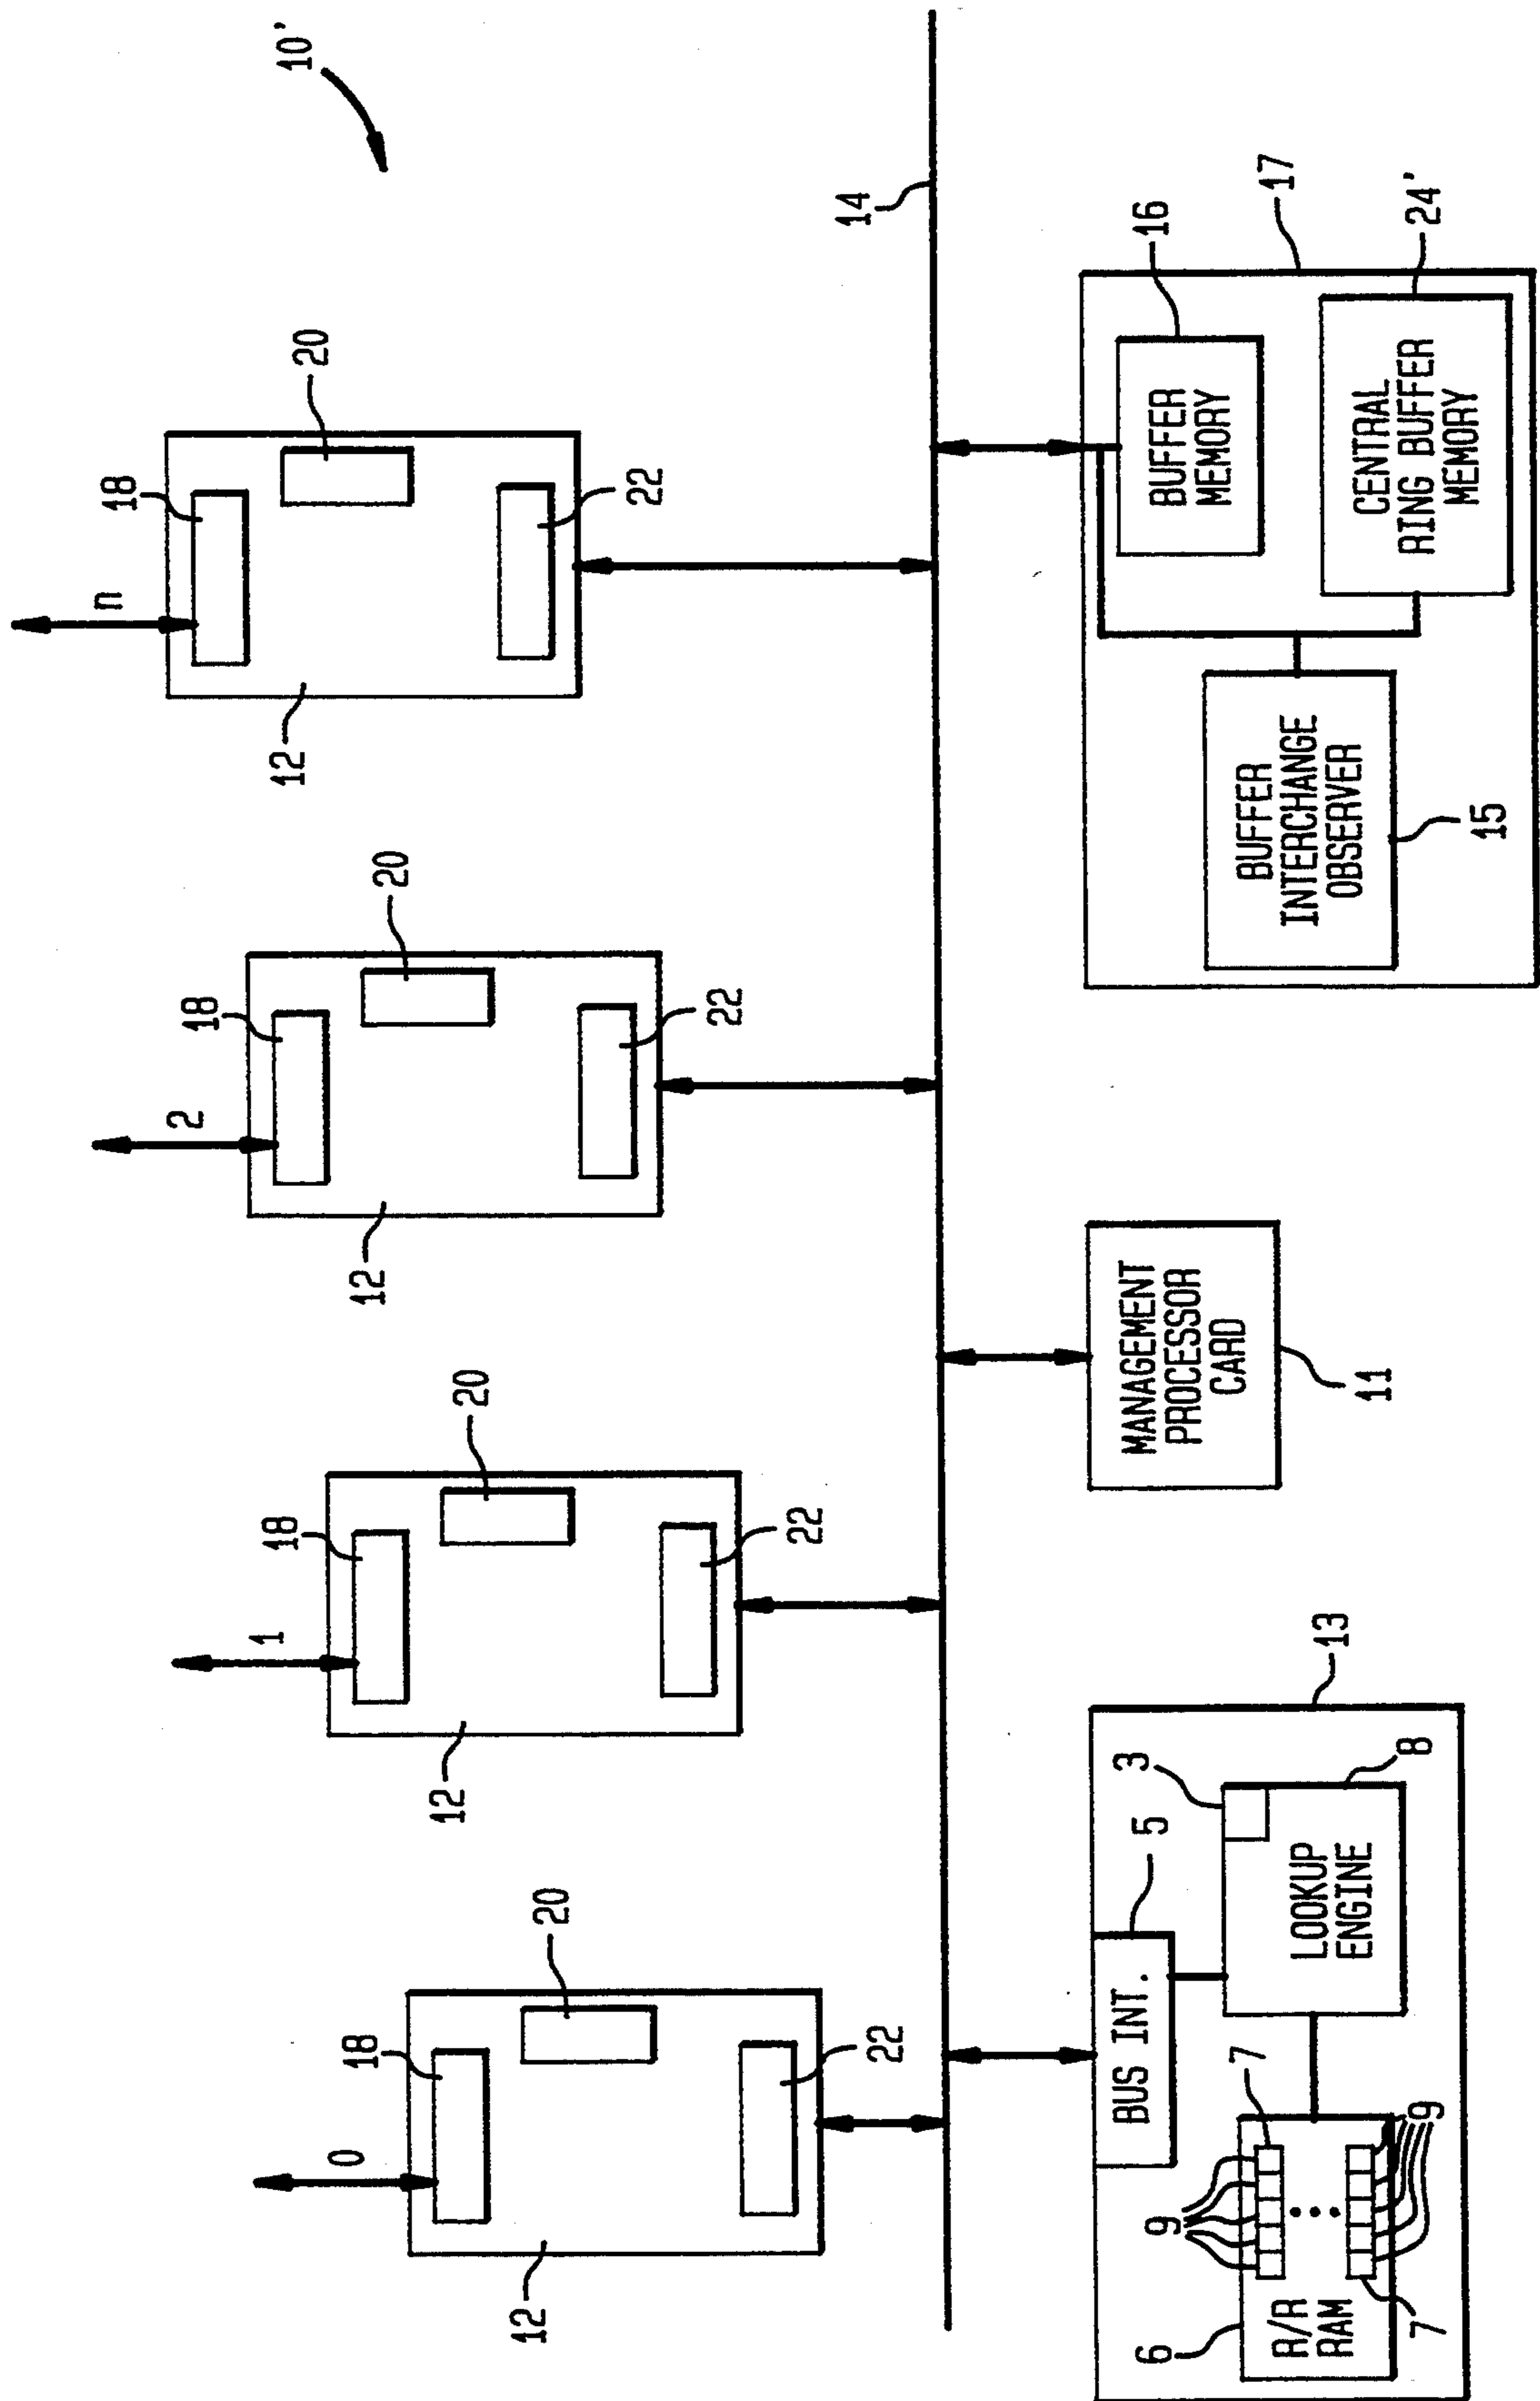 10'
0
1
2
n
18
20
22
12
18
20
22
12
18
20
22
12
18
20
22
12
14
BUS INT.
5
3
LOOKUP
ENGINE
8
13
6
R/R
RAM
7
9
7
9
MANAGEMENT
PROCESSOR
CARD
11
BUFFER
INTERCHANGE
OBSERVER
15
BUFFER
MEMORY
16
CENTRAL
RING BUFFER
MEMORY
24'
17